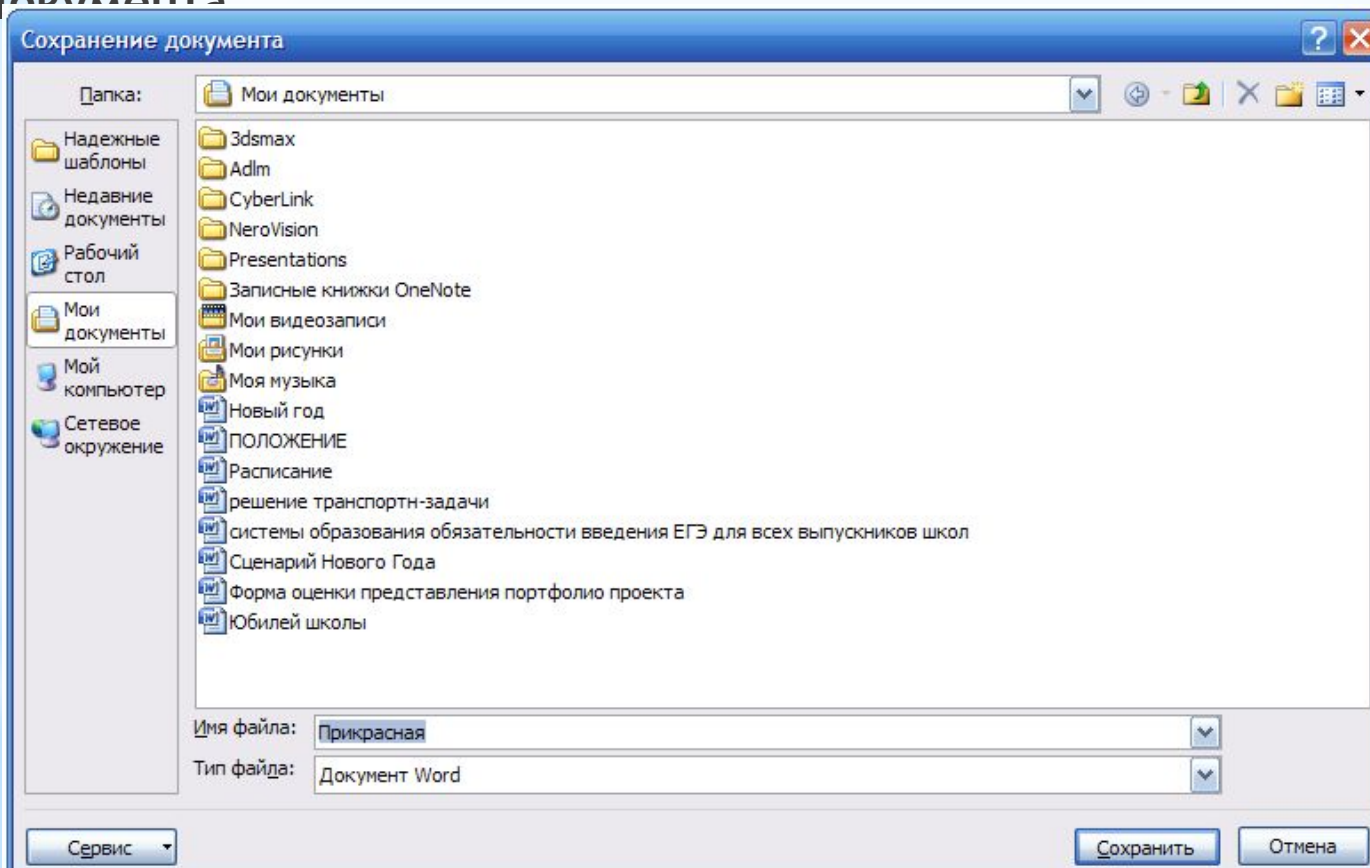 документа
Сохранение документа
Папка:
Мои документы
Надежные
шаблоны
Недавние
документы
Рабочий
стол
Мои
документы
Мой
компьютер
Сетевое
окружение
3dsmax
Adlm
CyberLink
NeroVision
Presentations
Записные книжки OneNote
Мои видеозаписи
Мои рисунки
Моя музыка
Новый год
ПОЛОЖЕНИЕ
Расписание
решение транспортн-задачи
системы образования обязательности введения ЕГЭ для всех выпускников школ
Сценарий Нового Года
Форма оценки представления портфолио проекта
Юбилей школы
Имя файла:
Прикрасная
Тип файла:
Документ Word
Сервис
Сохранить
Отмена